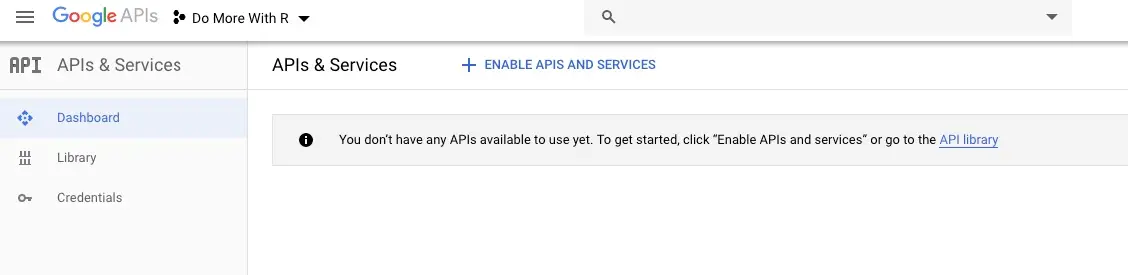 Google APIs Do More With R
API APIs & Services
APIs & Services + ENABLE APIS AND SERVICES
Dashboard
You don’t have any APIs available to use yet. To get started, click “Enable APIs and services” or go to the API library
Library
Credentials